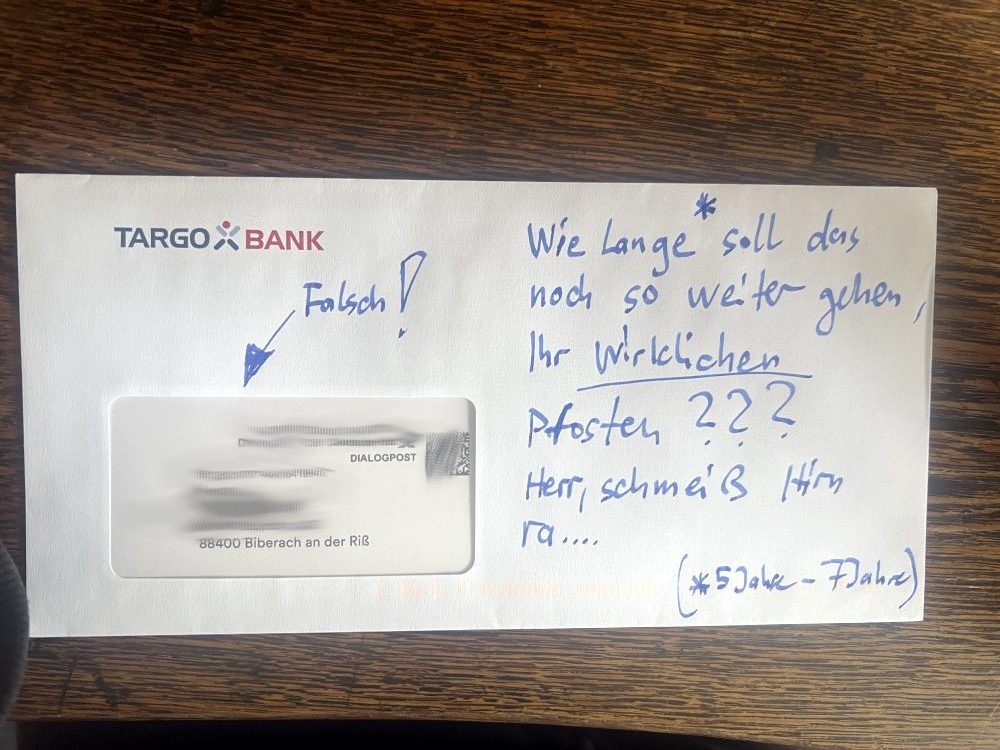 TARGO BANK
Falsch!
DIALOGPOST
88400 Biberach an der Riß
Wie Lange* soll das
noch so weiter gehen,
Ihr wirklichen
Pfosten ???
Herr, schmeiß Hirn
ra....
(*5 Jahre - 7 Jahre)